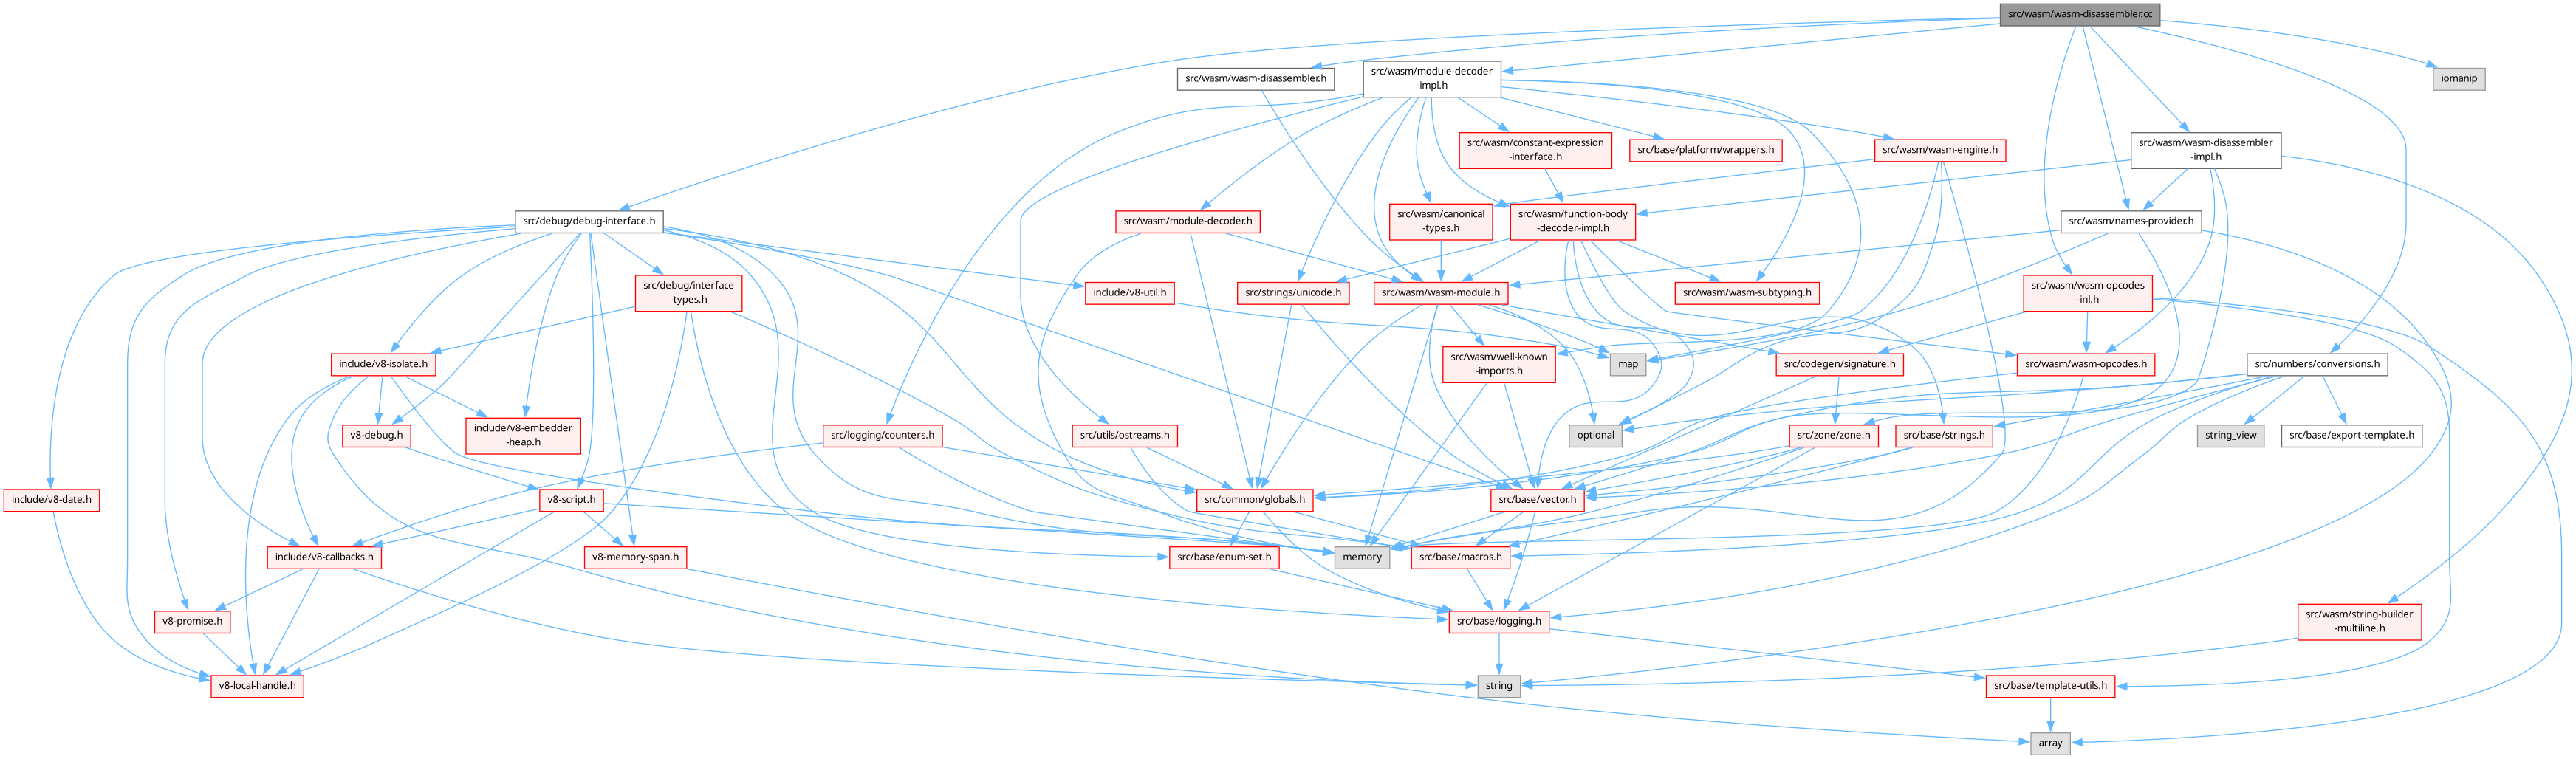 src/wasm/wasm-disassembler.cc
src/wasm/wasm-disassembler.h
src/wasm/module-decoder
-impl.h
iomanip
src/wasm/constant-expression
-interface.h
src/base/platform/wrappers.h
src/wasm/wasm-engine.h
src/wasm/wasm-disassembler
-impl.h
src/debug/debug-interface.h
src/wasm/module-decoder.h
src/wasm/canonical
-types.h
src/wasm/function-body
-decoder-impl.h
src/wasm/names-provider.h
src/debug/interface
-types.h
include/v8-util.h
src/strings/unicode.h
src/wasm/wasm-module.h
src/wasm/wasm-subtyping.h
src/wasm/wasm-opcodes
-inl.h
include/v8-isolate.h
src/wasm/well-known
-imports.h
map
src/codegen/signature.h
src/wasm/wasm-opcodes.h
src/numbers/conversions.h
v8-debug.h
include/v8-embedder
-heap.h
src/logging/counters.h
src/utils/ostreams.h
optional
src/zone/zone.h
src/base/strings.h
string_view
src/base/export-template.h
include/v8-date.h
v8-script.h
src/common/globals.h
src/base/vector.h
include/v8-callbacks.h
v8-memory-span.h
src/base/enum-set.h
memory
src/base/macros.h
v8-promise.h
src/base/logging.h
src/wasm/string-builder
-multiline.h
v8-local-handle.h
string
src/base/template-utils.h
array